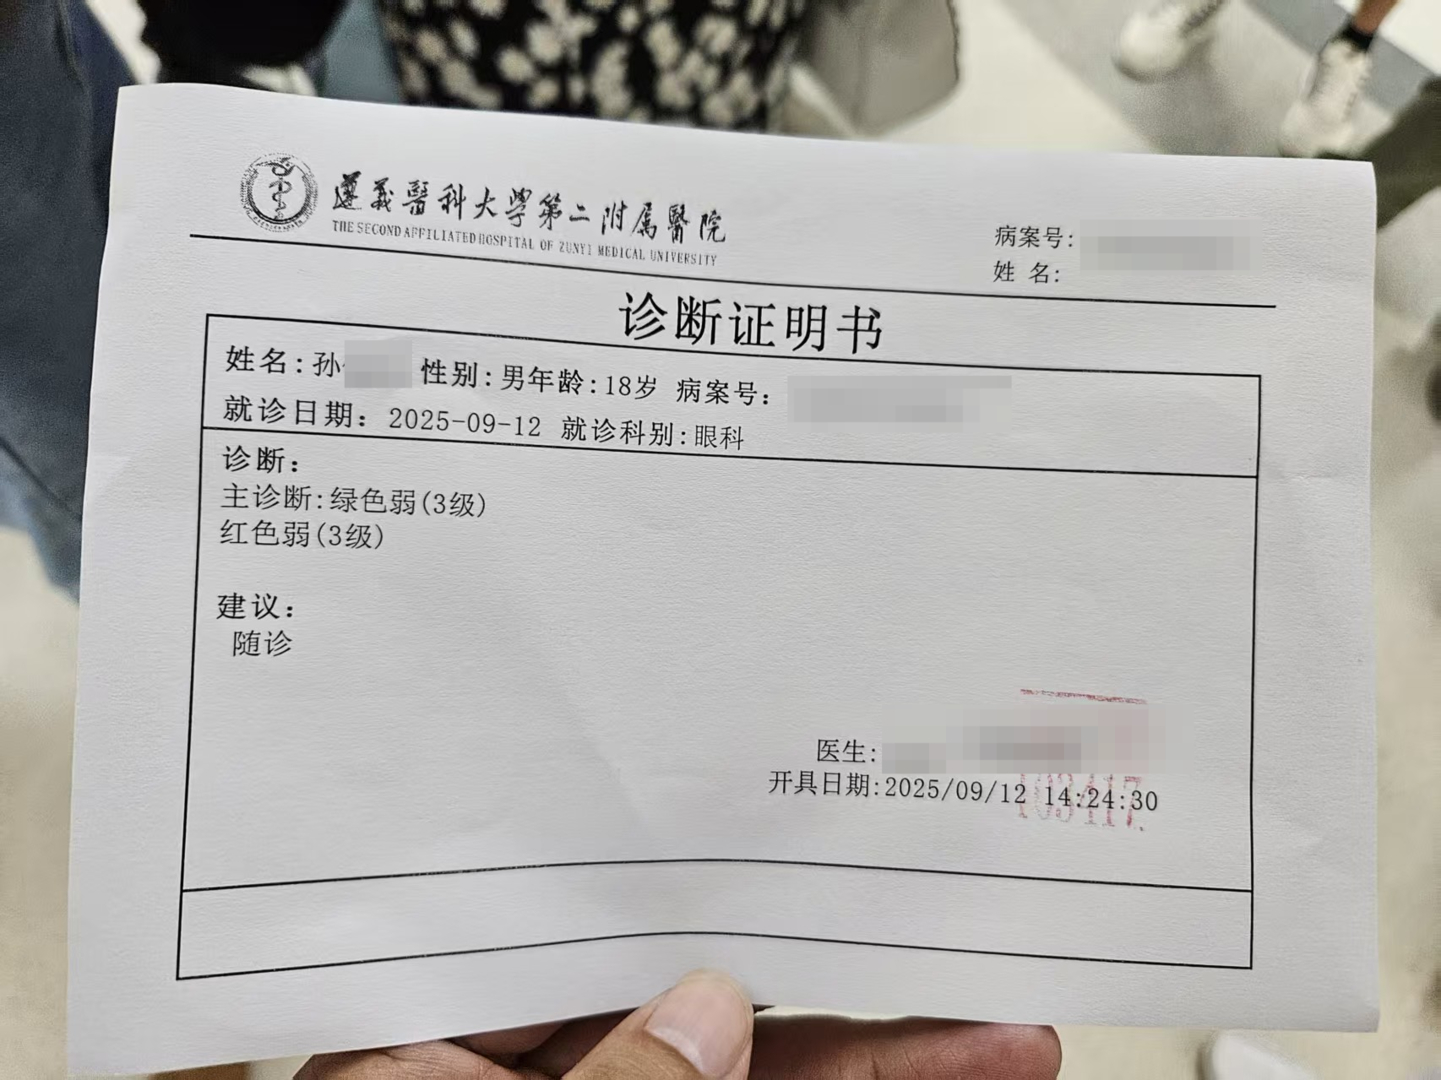 遵义醫科大學第二附属醫院
THE SECOND AFFILIATED HOSPITAL OF ZUNYI MEDICAL UNIVERSITY
病案号:
姓 名:
诊断证明书
姓名:孙 性别:男年龄:18岁 病案号:
就诊日期: 2025-09-12 就诊科别:眼科
诊断:
主诊断:绿色弱(3级)
红色弱(3级)
建议:
随诊
医生:
开具日期:2025/09/12 14:24:30
103417